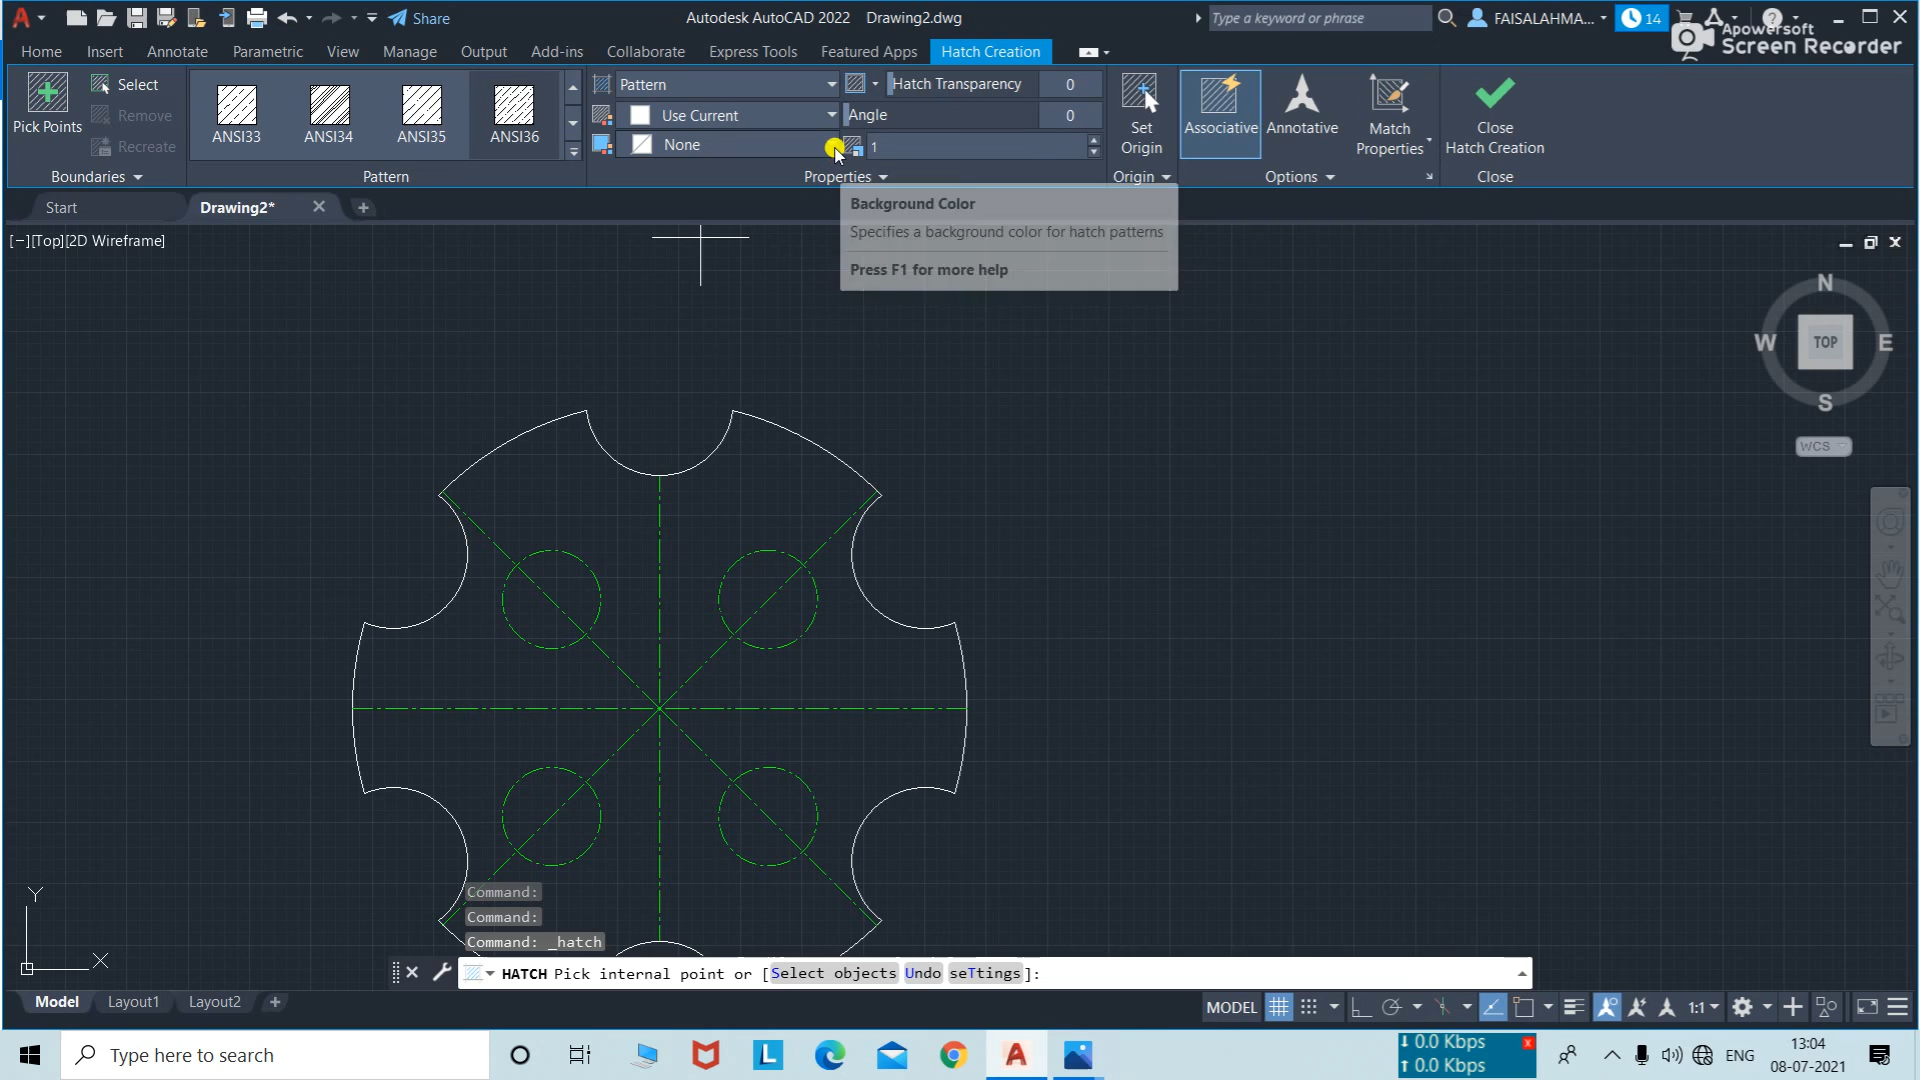 Share
Autodesk AutoCAD 2022 Drawing2.dwg
Type a keyword or phrase
FAISALAHMA...
14
Apowersoft
Screen Recorder
Home Insert Annotate Parametric View Manage Output Add-ins Collaborate Express Tools Featured Apps Hatch Creation
Pick Points
Select
Remove
Recreate
Boundaries
ANSI33 ANSI34 ANSI35 ANSI36
Pattern
Pattern
Use Current
None
Hatch Transparency 0
Angle 0
1
Properties
Set
Origin
Origin
Associative Annotative
Match
Properties
Options
Close
Hatch Creation
Close
Start Drawing2*
Background Color
Specifies a background color for hatch patterns
Press F1 for more help
[−][Top][2D Wireframe]
N
W TOP E
S
WCS
Y
X
Command:
Command:
Command: _hatch
HATCH Pick internal point or [Select objects Undo seTtings]:
Model Layout1 Layout2
MODEL
1:1
Type here to search
0.0 Kbps
0.0 Kbps
ENG
13:04
08-07-2021